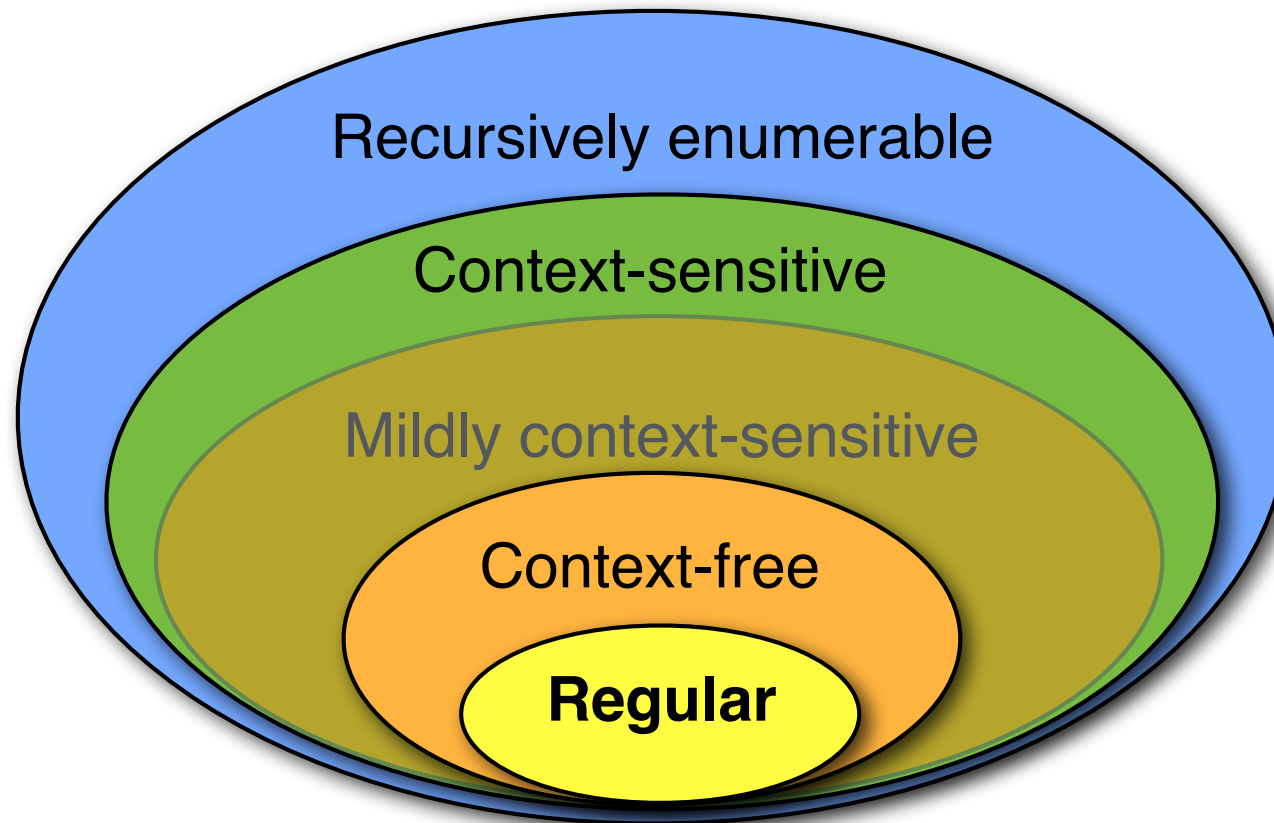 Recursively enumerable
Context-sensitive
Mildly context-sensitive
Context-free
Regular